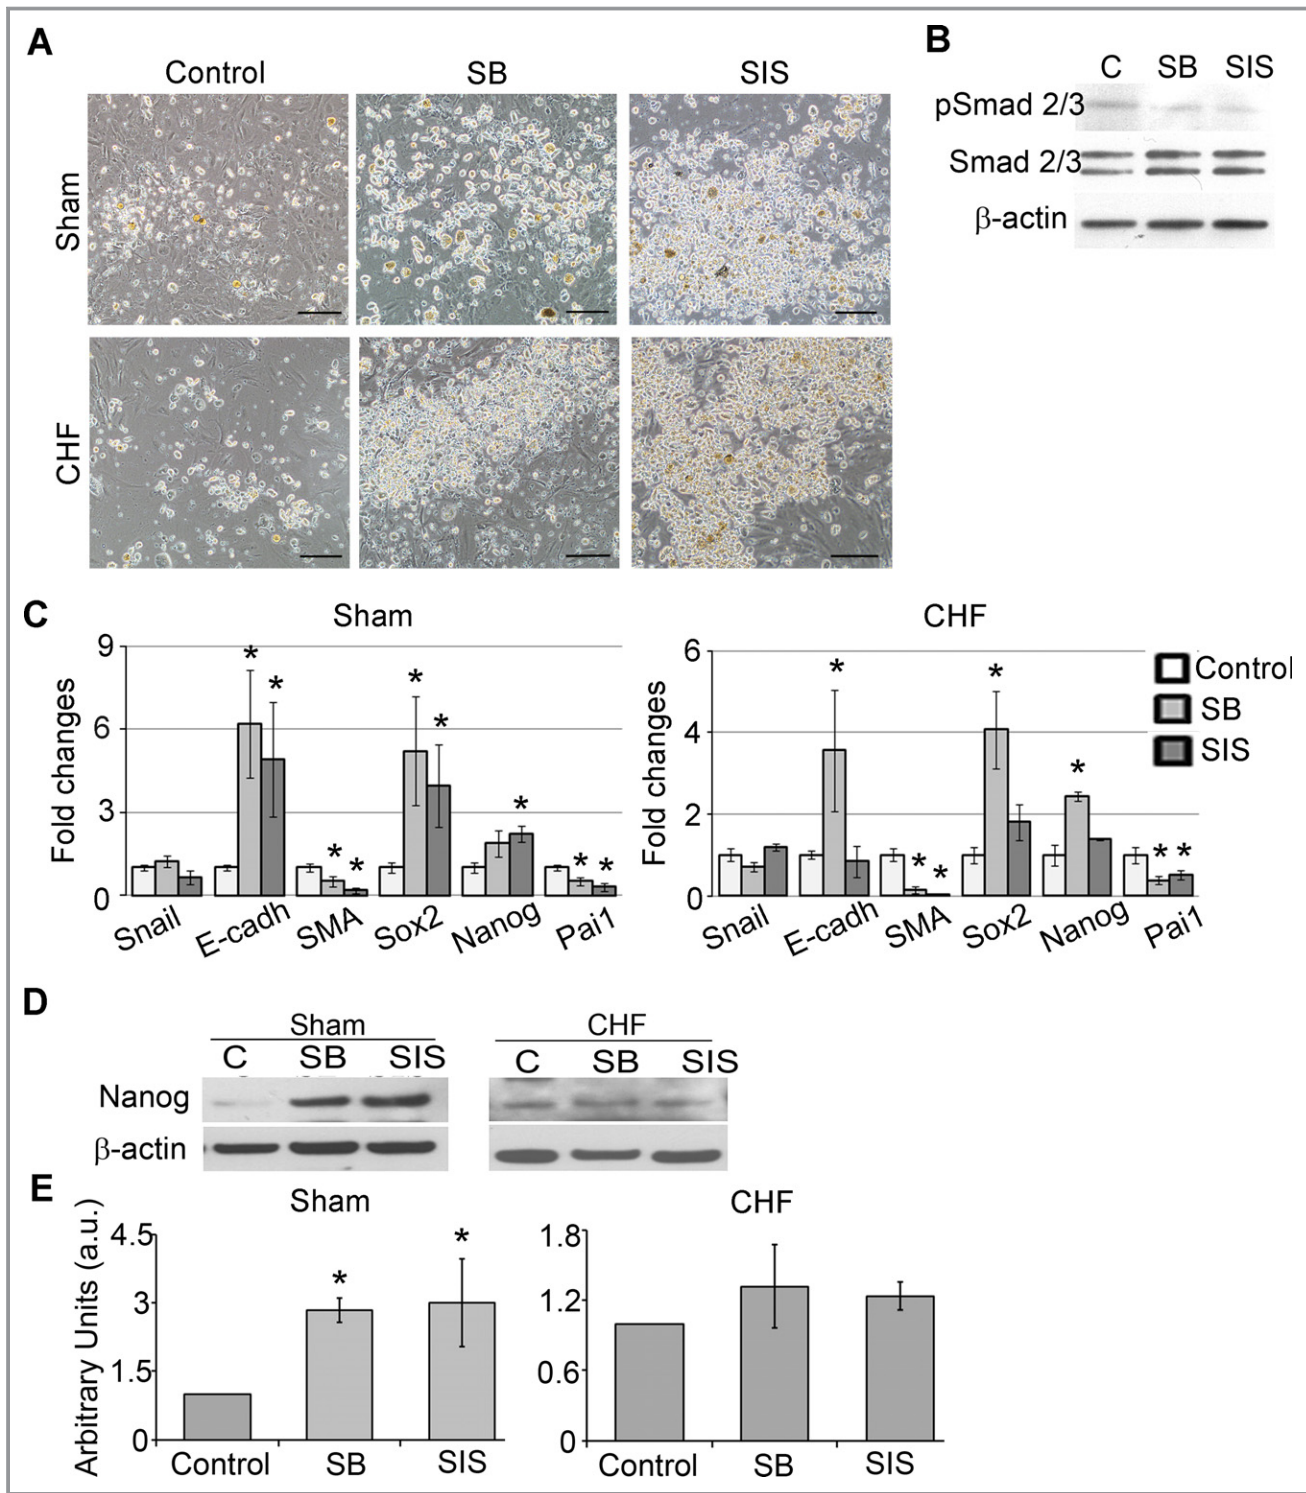 A
Control SB SIS
Sham
CHF
B
C SB SIS
pSmad 2/3
Smad 2/3
β-actin
C
Sham
Fold changes
9
6
3
0
* * * * * * * * *
Snail E-cadh SMA Sox2 Nanog Pai1
CHF
Fold changes
6
4
2
0
* * * * * * *
Snail E-cadh SMA Sox2 Nanog Pai1
Control
SB
SIS
D
Sham
C SB SIS
CHF
C SB SIS
Nanog
β-actin
E
Sham
Arbitrary Units (a.u.)
4.5
3
1.5
0
* *
Control SB SIS
CHF
1.8
1.2
0.6
0
Control SB SIS